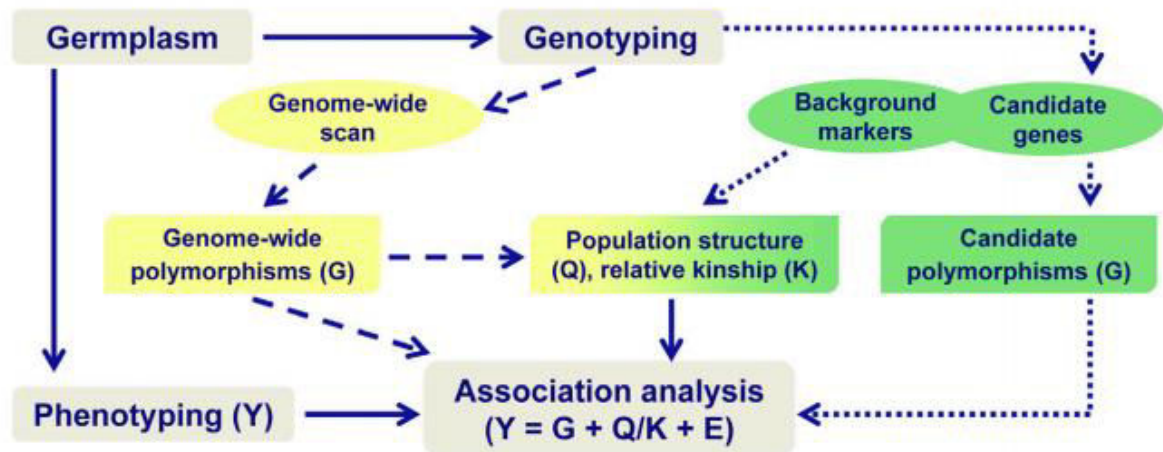 Germplasm
Genotyping
Genome-wide
scan
Background
markers
Candidate
genes
Genome-wide
polymorphisms (G)
Population structure
(Q), relative kinship (K)
Candidate
polymorphisms (G)
Phenotyping (Y)
Association analysis
(Y = G + Q/K + E)